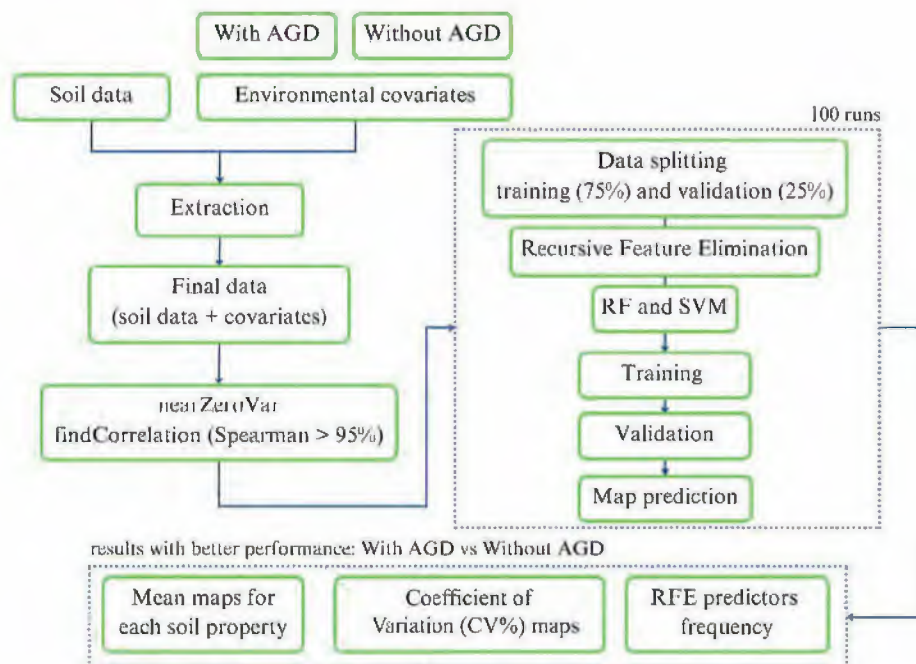 With AGD
Without AGD
Soil data
Environmental covariates
100 runs
Data splitting
training (75%) and validation (25%)
Extraction
Recursive Feature Elimination
Final data
(soil data + covariates)
RF and SVM
Training
nearZeroVar
findCorrelation (Spearman > 95%)
Validation
Map prediction
results with better performance: With AGD vs Without AGD
Mean maps for
each soil property
Coefficient of
Variation (CV%) maps
RFE predictors
frequency